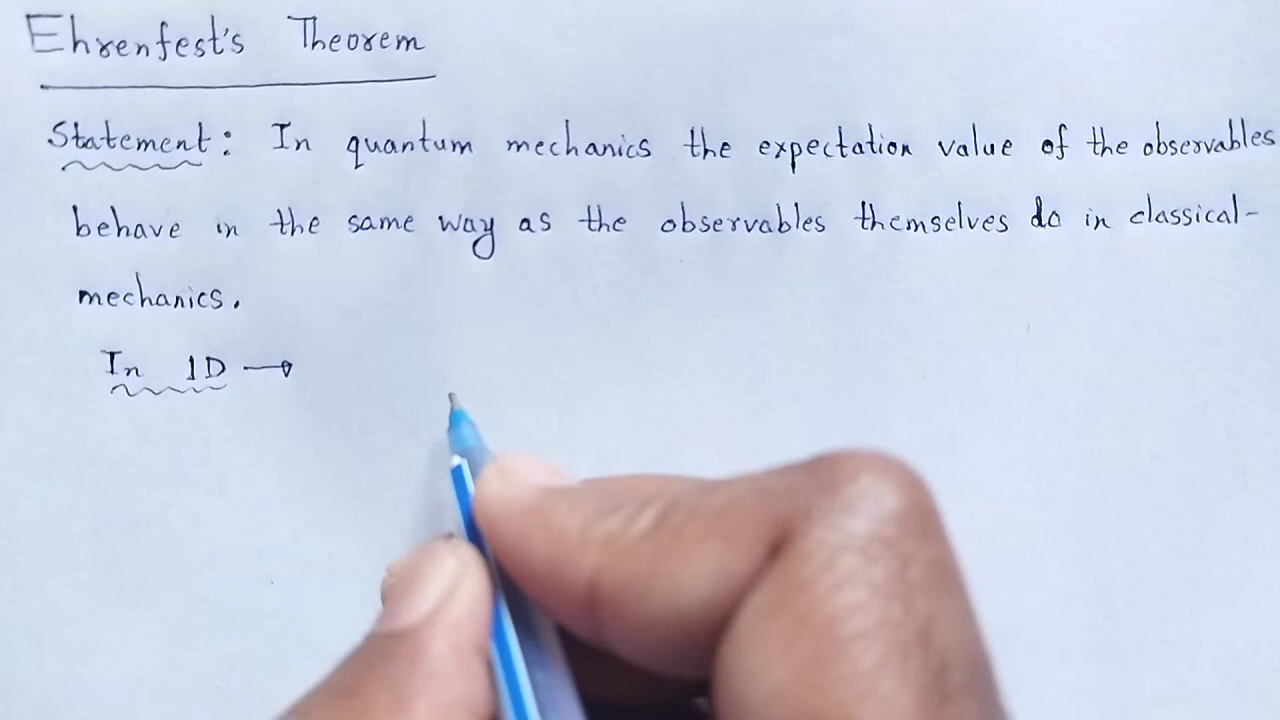 Ehrenfest's Theorem
Statement: In quantum mechanics the expectation value of the observables
behave in the same way as the observables themselves do in classical-
mechanics.
In 1D →